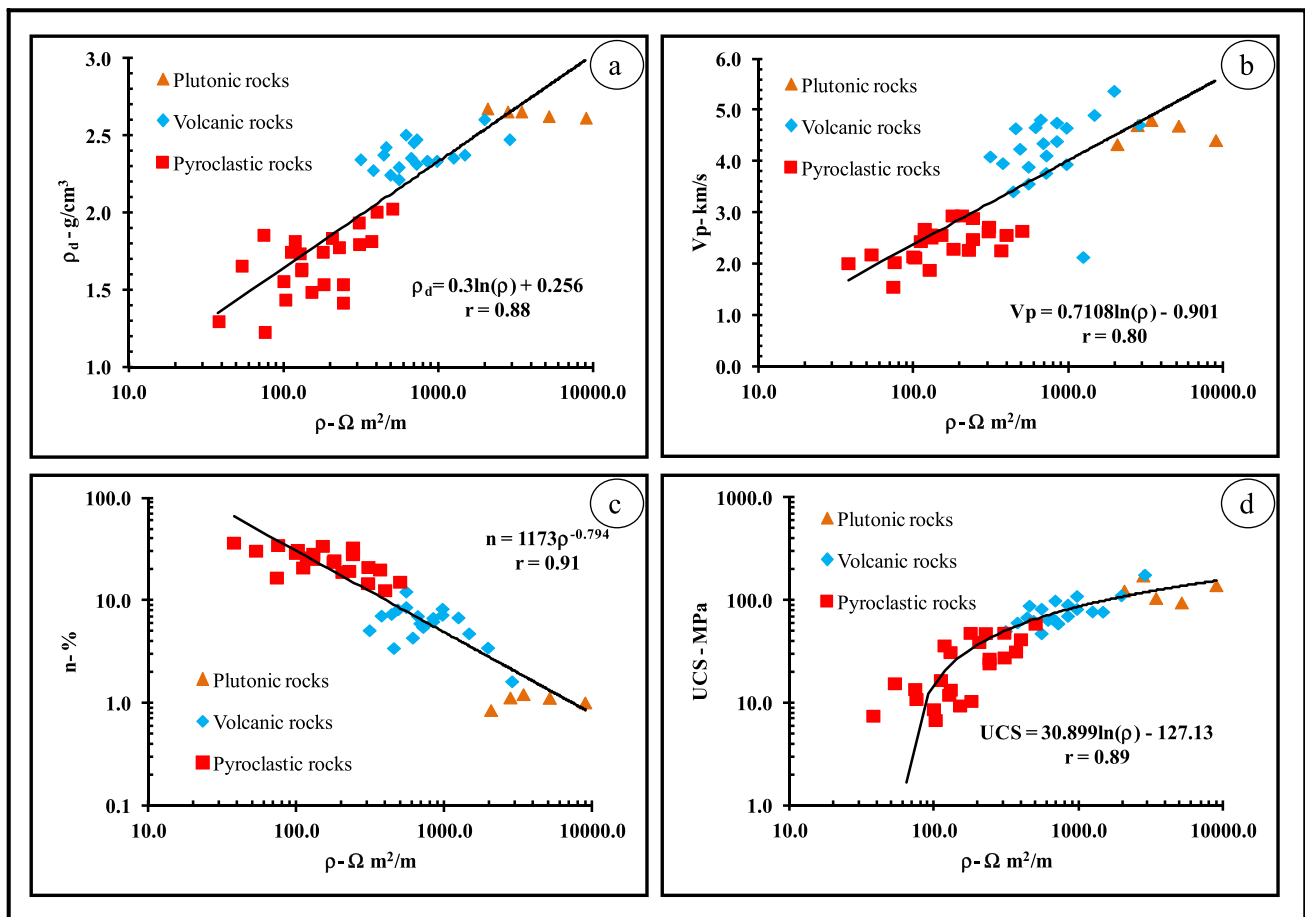 a
3.0
2.5
2.0
1.5
1.0
ρd - g/cm³
Plutonic rocks
Volcanic rocks
Pyroclastic rocks
ρd = 0.3ln(ρ) + 0.256
r = 0.88
10.0 100.0 1000.0 10000.0
ρ- Ω m²/m
b
6.0
5.0
4.0
3.0
2.0
1.0
0.0
Vp- km/s
Plutonic rocks
Volcanic rocks
Pyroclastic rocks
Vp = 0.7108ln(ρ) - 0.901
r = 0.80
10.0 100.0 1000.0 10000.0
ρ- Ω m²/m
c
100.0
10.0
1.0
0.1
n- %
n = 1173ρ^-0.794
r = 0.91
Plutonic rocks
Volcanic rocks
Pyroclastic rocks
10.0 100.0 1000.0 10000.0
ρ- Ω m²/m
d
1000.0
100.0
10.0
1.0
UCS - MPa
Plutonic rocks
Volcanic rocks
Pyroclastic rocks
UCS = 30.899ln(ρ) - 127.13
r = 0.89
10.0 100.0 1000.0 10000.0
ρ- Ω m²/m